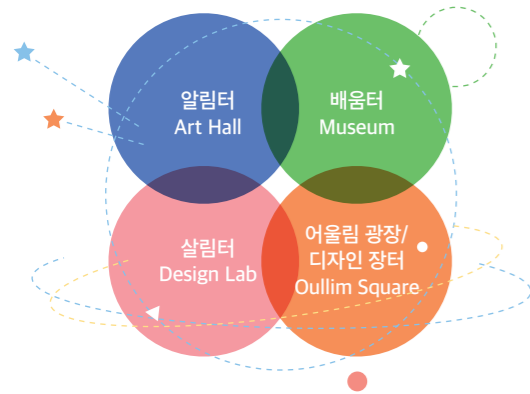 알림터
Art Hall
배움터
Museum
살림터
Design Lab
어울림 광장/
디자인 장터
Oullim Square